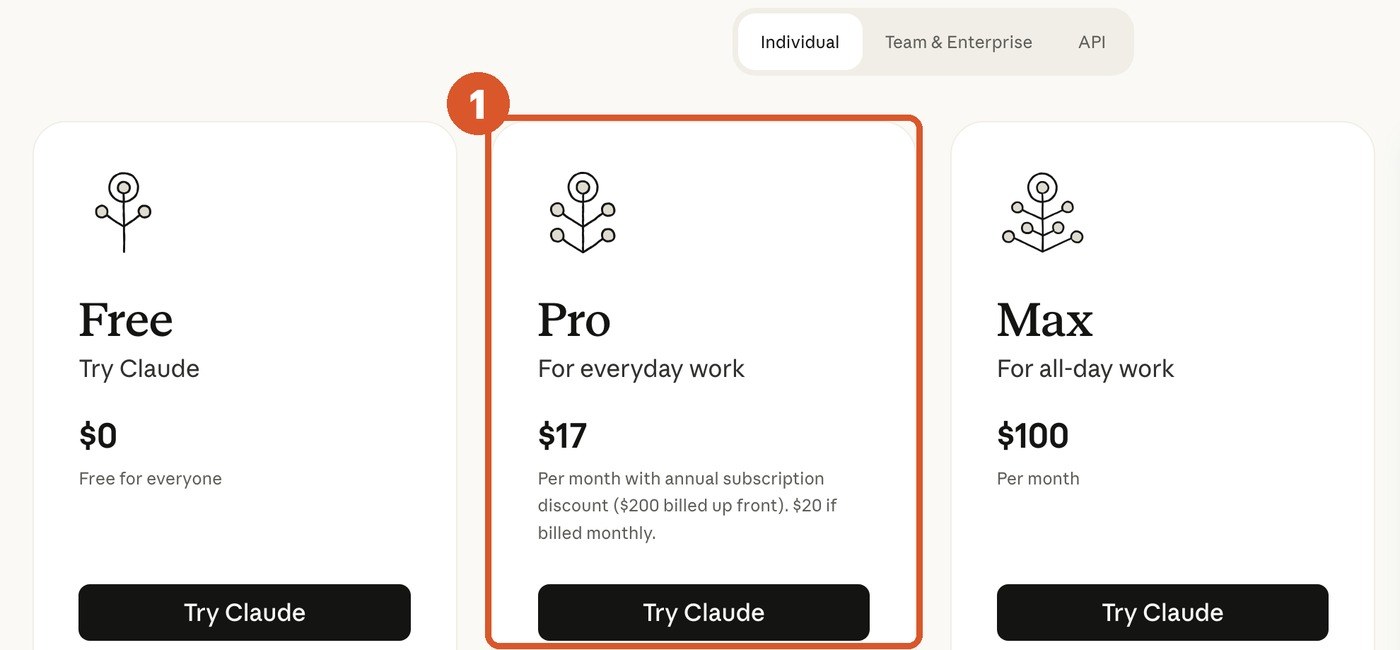 Individual
Team & Enterprise
API
1
Free
Try Claude
$0
Free for everyone
Try Claude
Pro
For everyday work
$17
Per month with annual subscription
discount ($200 billed up front). $20 if
billed monthly.
Try Claude
Max
For all-day work
$100
Per month
Try Claude